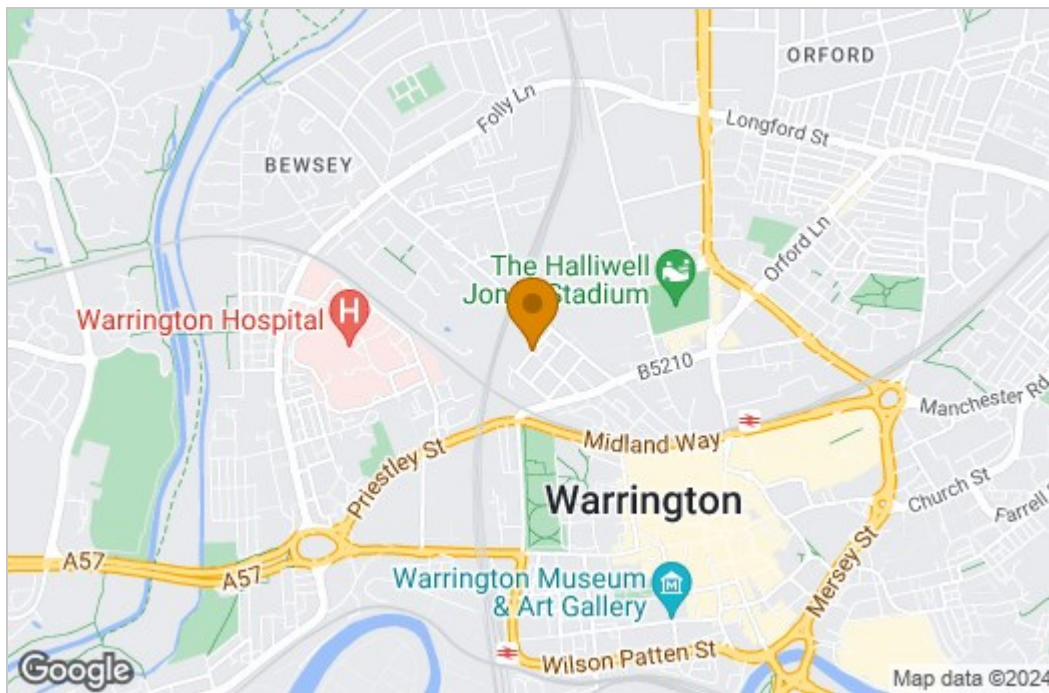 ORFORD
Folly Ln
Longford St
BEWSEY
Orford Ln
The Halliwell
Jon Stadium
Warrington Hospital
H
B5210
Manchester Rd
Midland Way
Priestley St
Church St
Farrell
Warrington
Mersey St
A57
A57
Warrington Museum
& Art Gallery
M
Wilson Patten St
Google
Map data ©2024